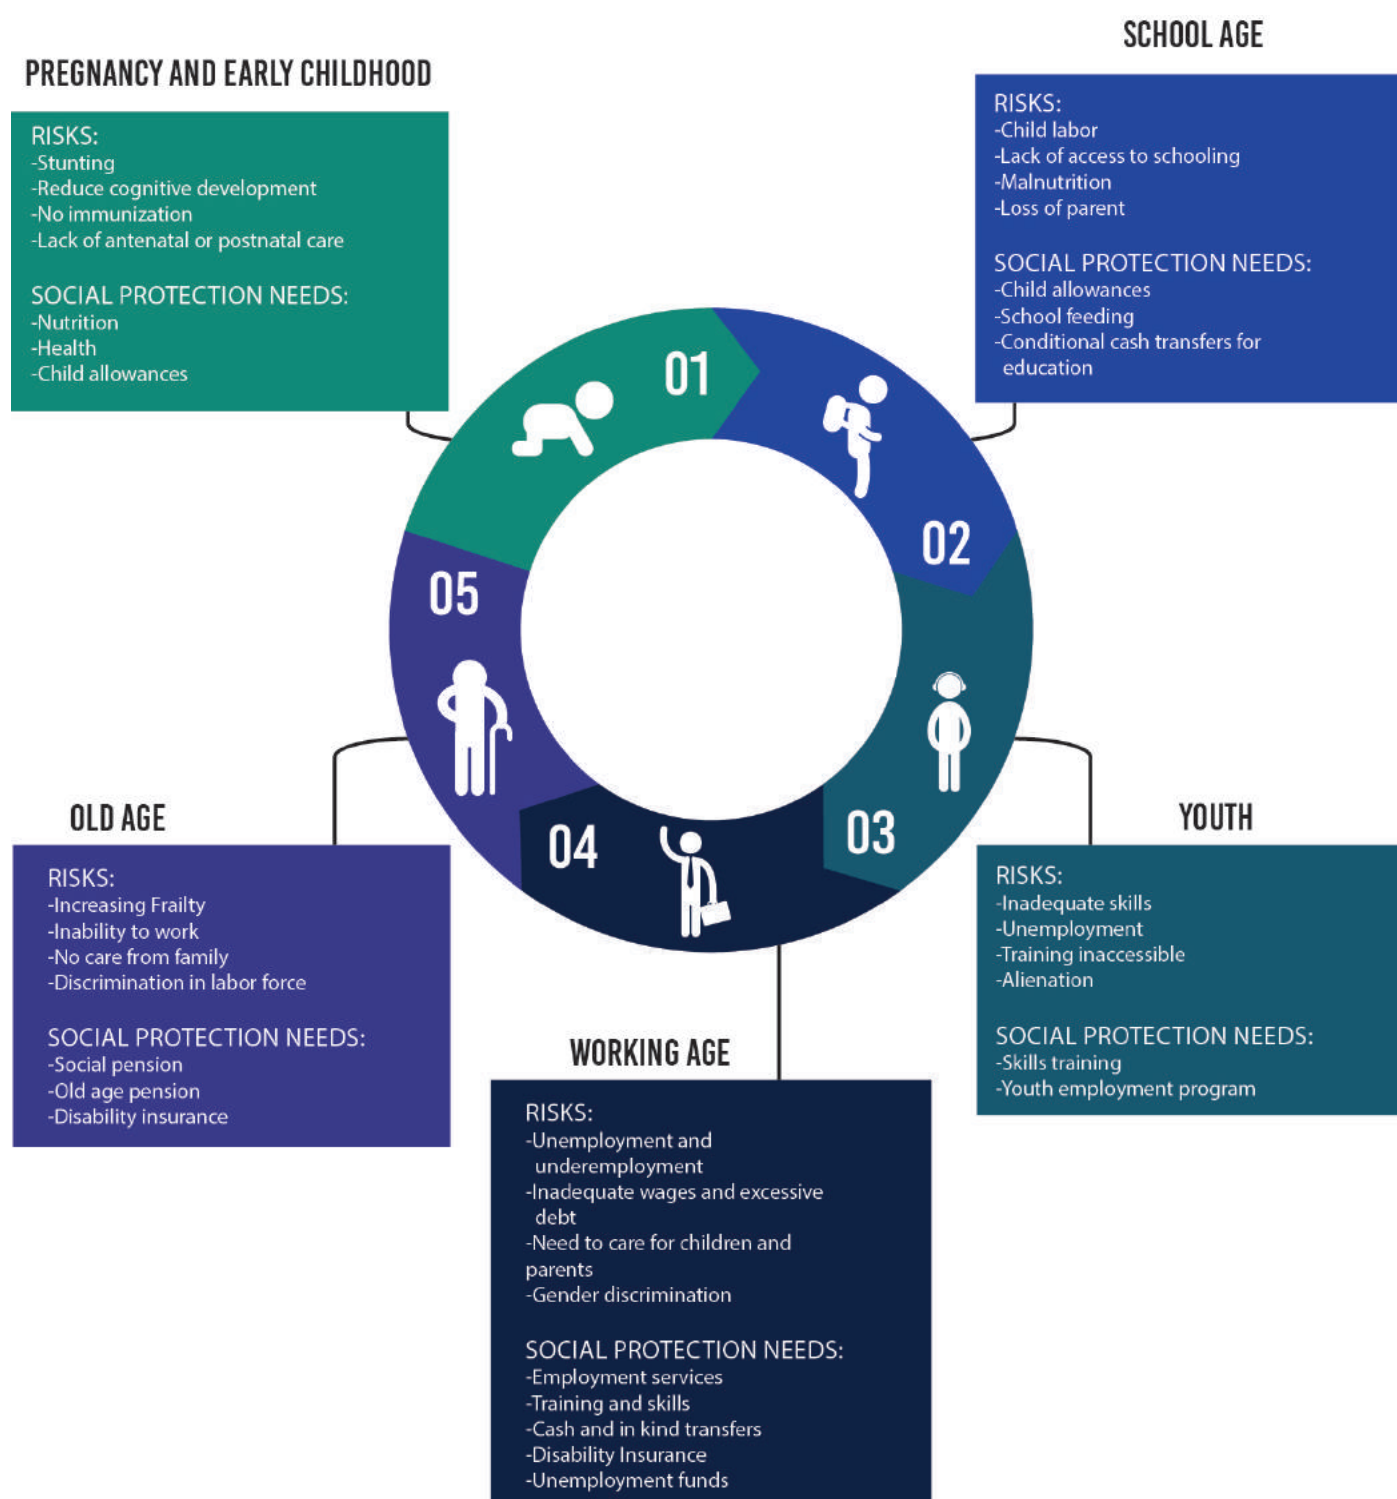 PREGNANCY AND EARLY CHILDHOOD
RISKS:
-Stunting
-Reduce cognitive development
-No immunization
-Lack of antenatal or postnatal care
SOCIAL PROTECTION NEEDS:
-Nutrition
-Health
-Child allowances
SCHOOL AGE
RISKS:
-Child labor
-Lack of access to schooling
-Malnutrition
-Loss of parent
SOCIAL PROTECTION NEEDS:
-Child allowances
-School feeding
-Conditional cash transfers for
education
01
02
03
04
05
YOUTH
RISKS:
-Inadequate skills
-Unemployment
-Training inaccessible
-Alienation
SOCIAL PROTECTION NEEDS:
-Skills training
-Youth employment program
WORKING AGE
RISKS:
-Unemployment and
underemployment
-Inadequate wages and excessive
debt
-Need to care for children and
parents
-Gender discrimination
SOCIAL PROTECTION NEEDS:
-Employment services
-Training and skills
-Cash and in kind transfers
-Disability Insurance
-Unemployment funds
OLD AGE
RISKS:
-Increasing Frailty
-Inability to work
-No care from family
-Discrimination in labor force
SOCIAL PROTECTION NEEDS:
-Social pension
-Old age pension
-Disability insurance